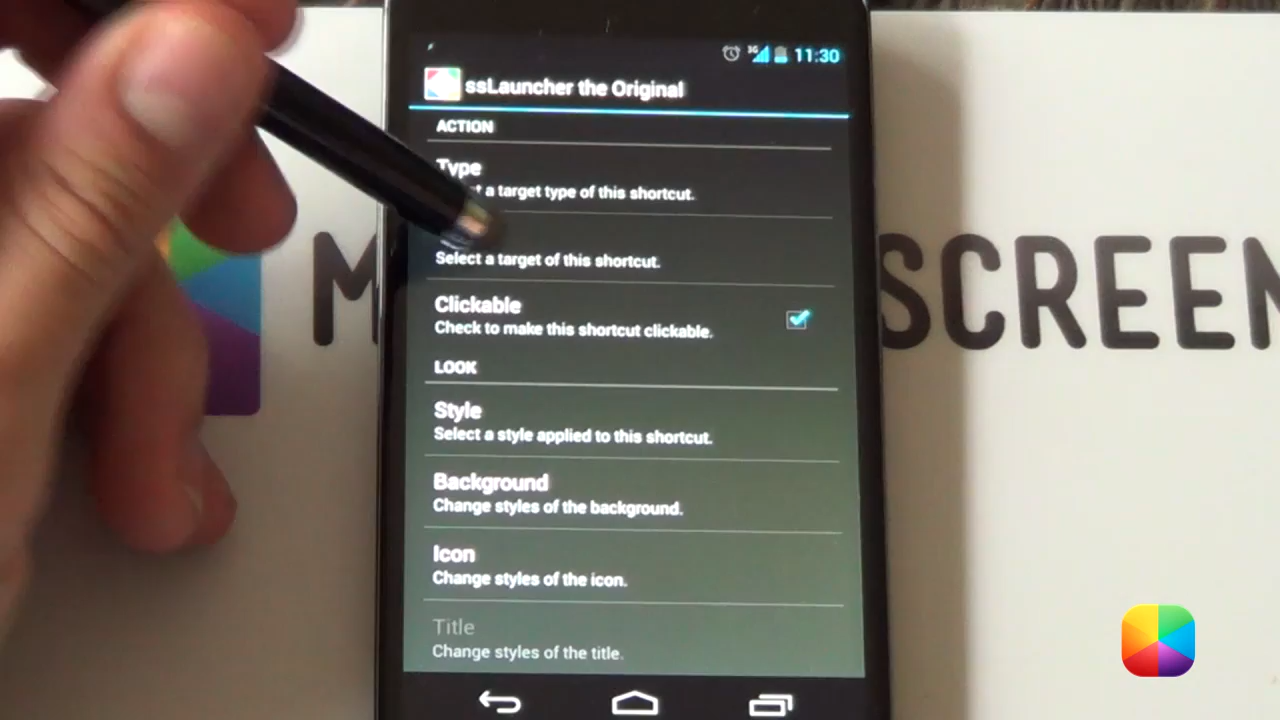 3G 11:30
ssLauncher the Original
ACTION
Type
a target type of this shortcut.
Select a target of this shortcut.
Clickable
Check to make this shortcut clickable.
LOOK
Style
Select a style applied to this shortcut.
Background
Change styles of the background.
Icon
Change styles of the icon.
Title
Change styles of the title.
M SCREEN